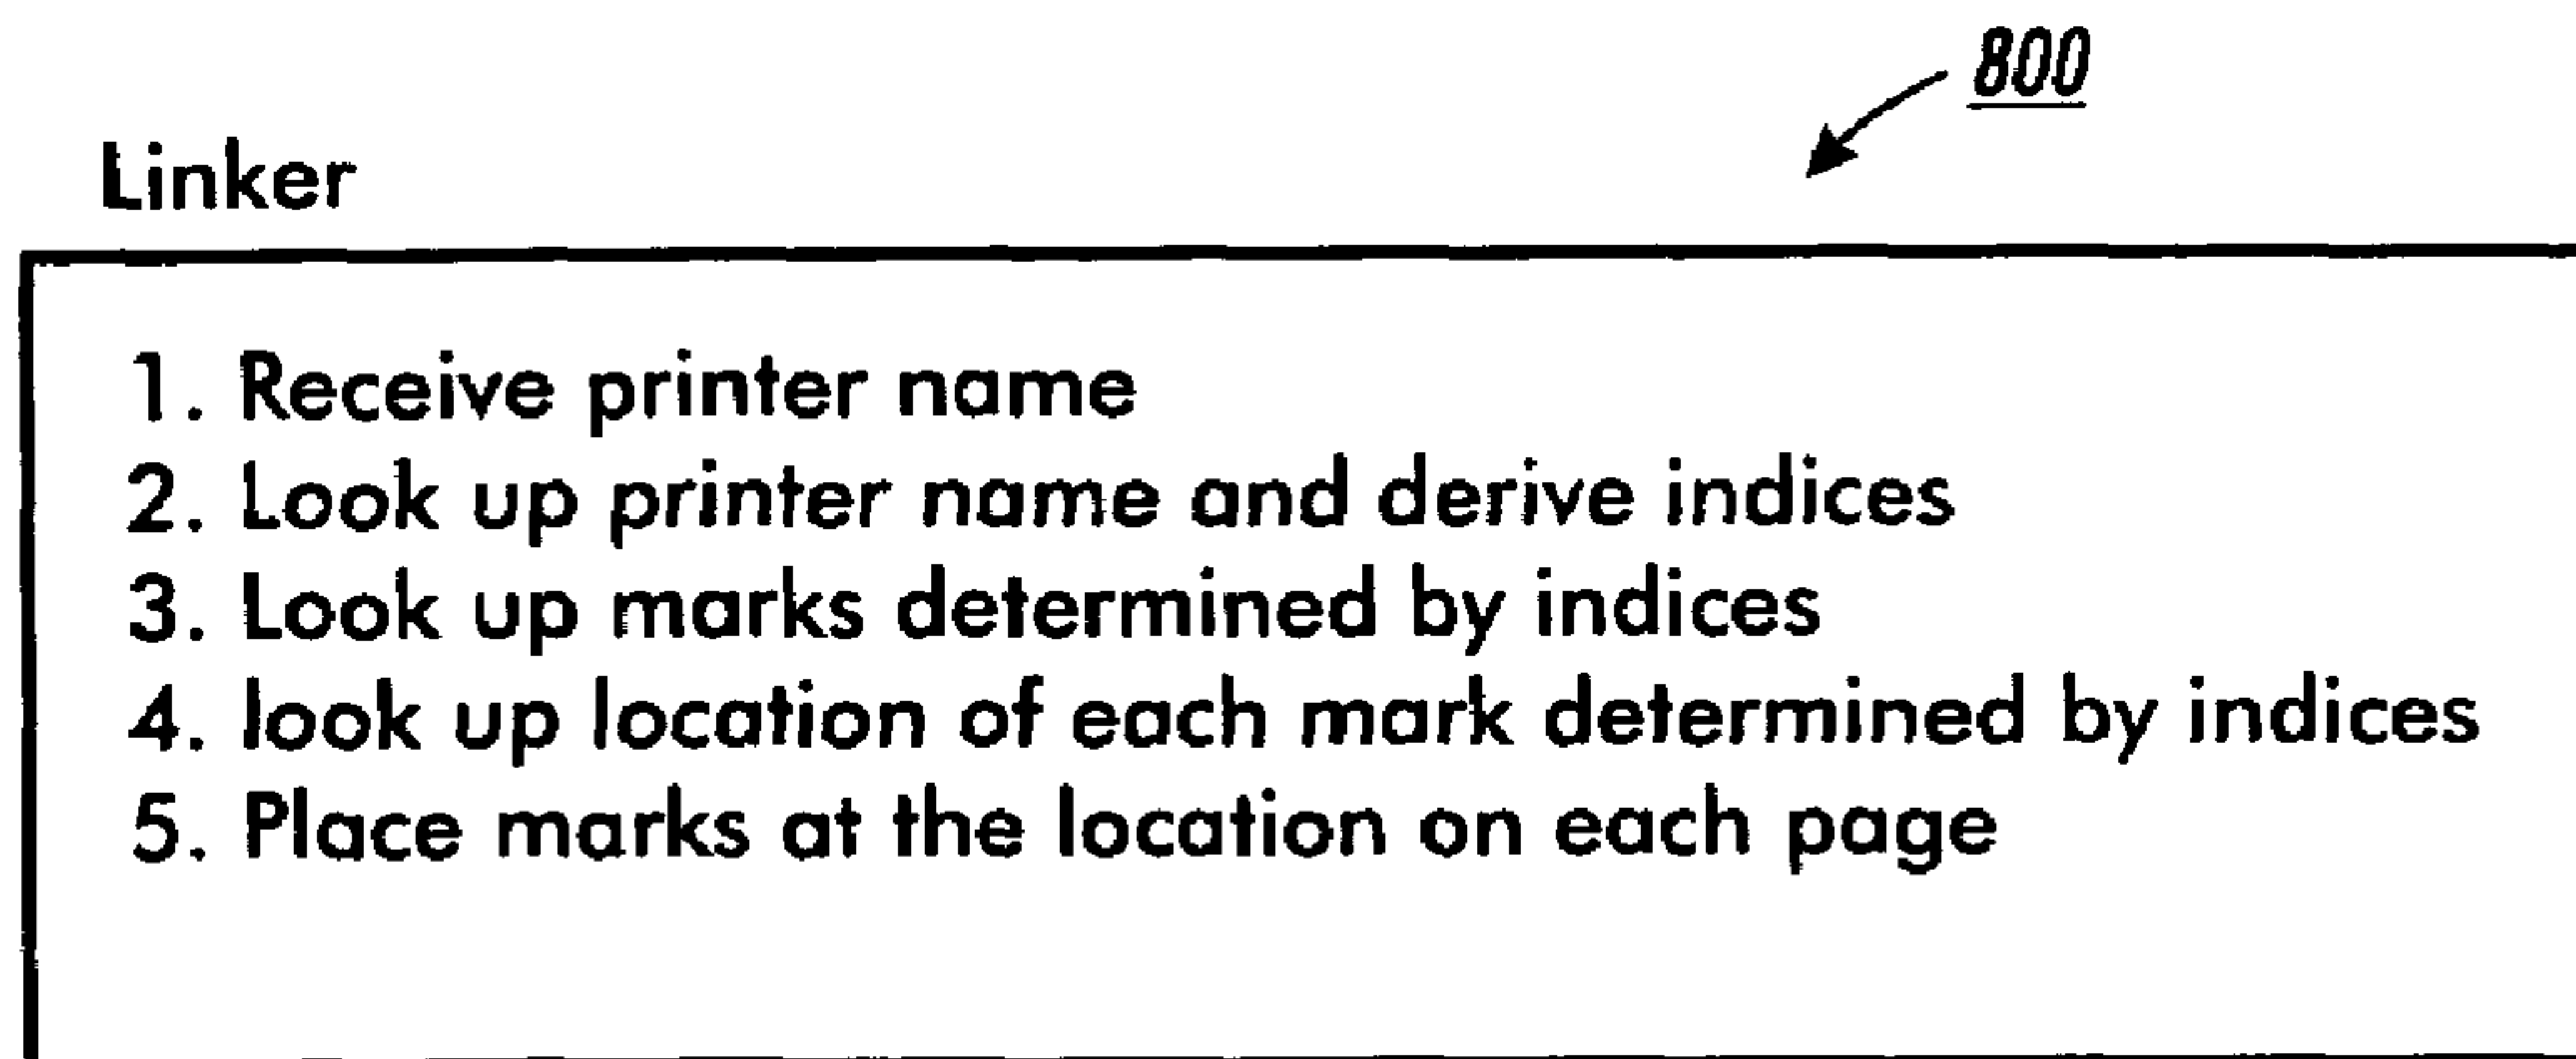 800
Linker
1. Receive printer name
2. Look up printer name and derive indices
3. Look up marks determined by indices
4. look up location of each mark determined by indices
5. Place marks at the location on each page